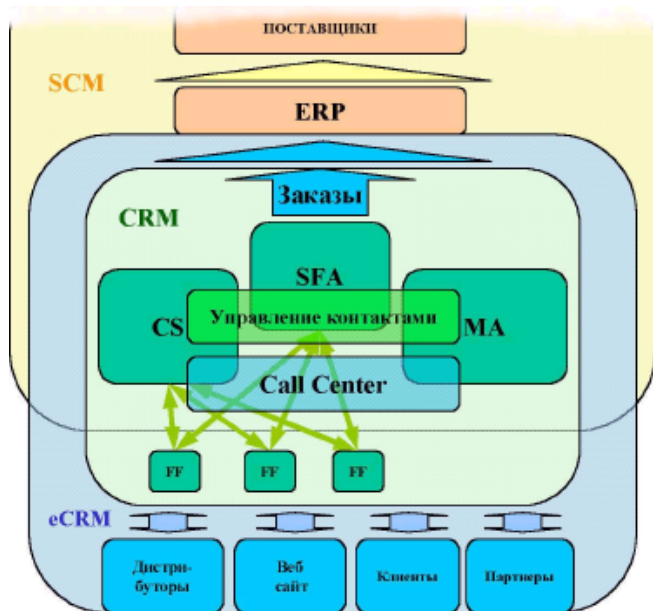 ПОСТАВЩИКИ
SCM
ERP
Заказы
CRM
SFA
CS
Управление контактами
MA
Call Center
FF
FF
FF
eCRM
Дистри-
буторы
Веб
сайт
Клиенты
Партнеры